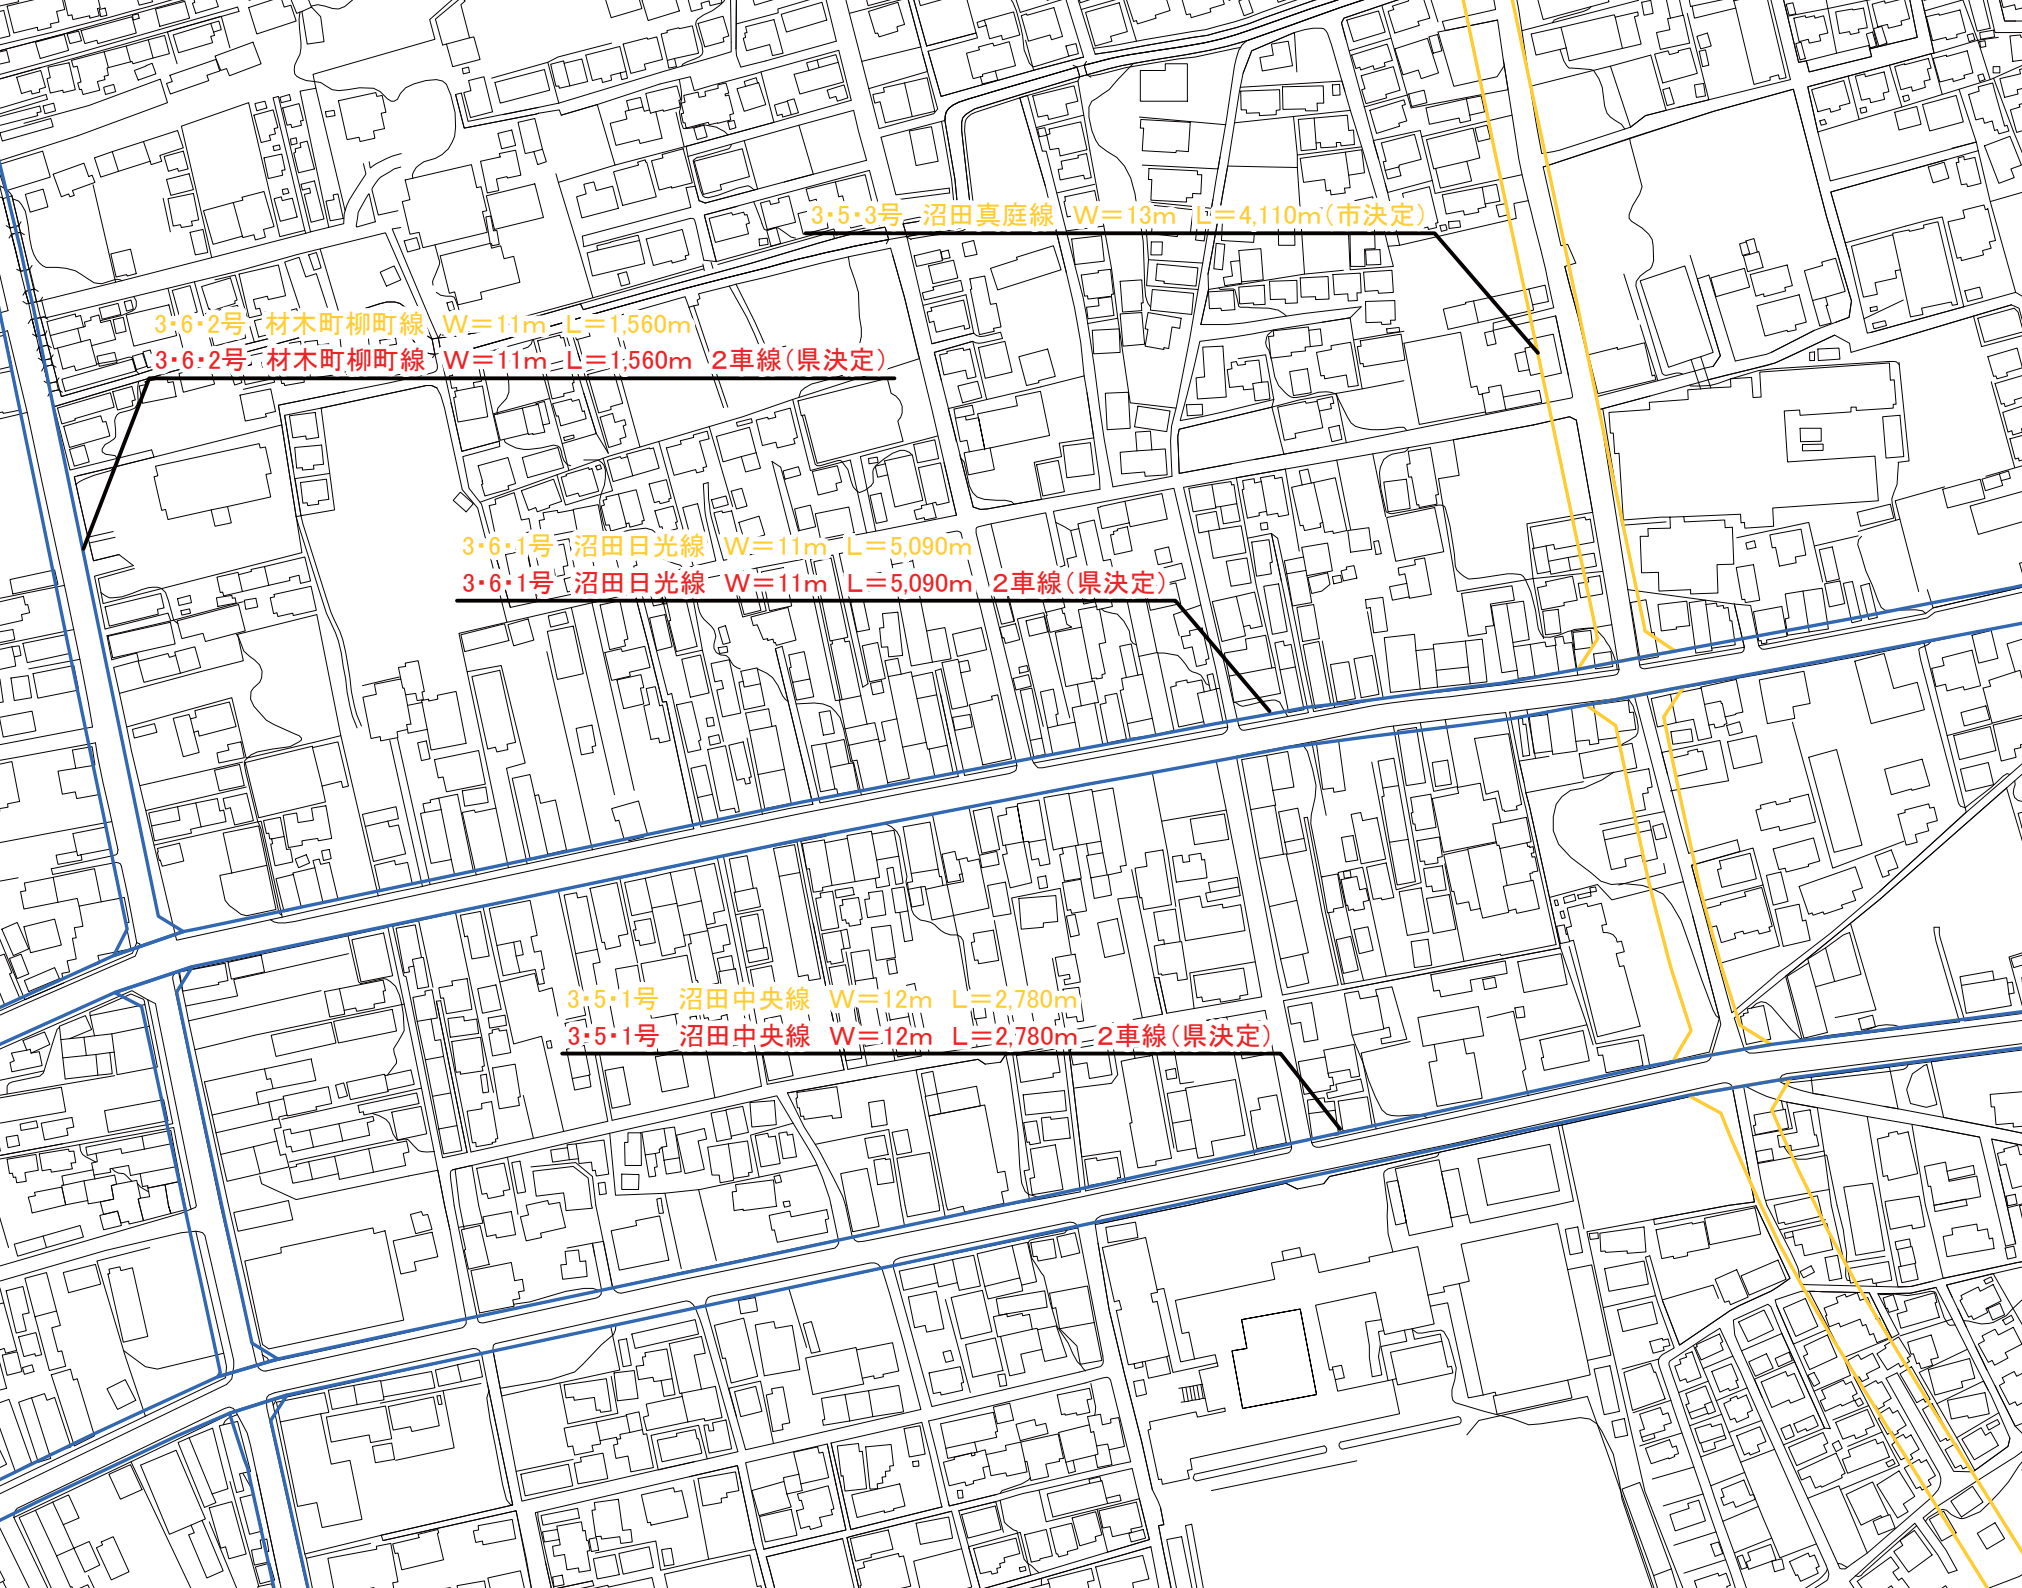 3・5・3号　沼田真庭線　W＝13m　L＝4,110m（市決定）
3・6・2号　材木町柳町線　W＝11m　L＝1,560m
3・6・2号　材木町柳町線　W＝11m　L＝1,560m　2車線（県決定）
3・6・1号　沼田日光線　W＝11m　L＝5,090m
3・6・1号　沼田日光線　W＝11m　L＝5,090m　2車線（県決定）
3・5・1号　沼田中央線　W＝12m　L＝2,780m
3・5・1号　沼田中央線　W＝12m　L＝2,780m　2車線（県決定）